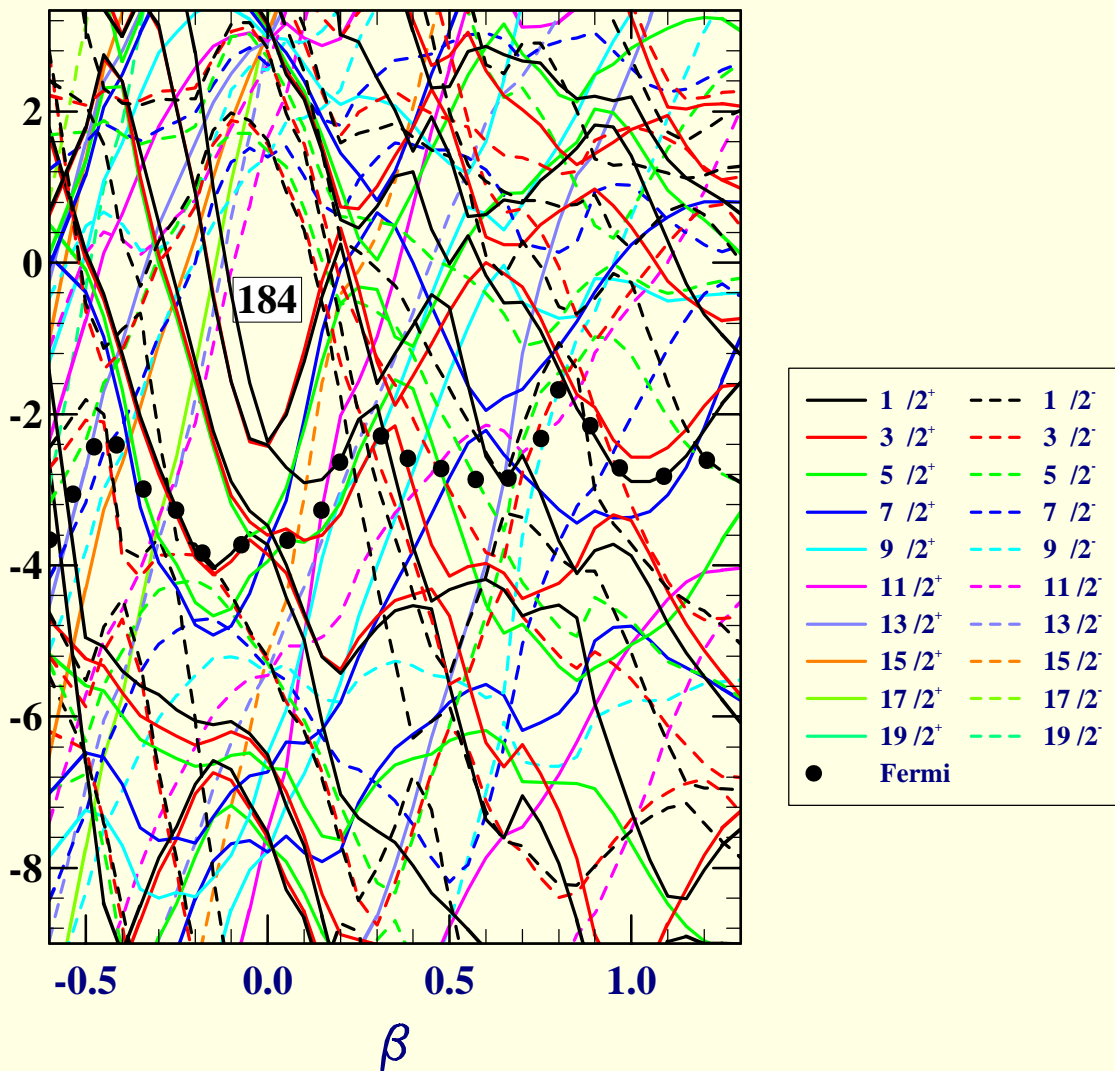 2
0
-2
-4
-6
-8
184
-0.5 0.0 0.5 1.0
β
1 /2+ 1 /2-
3 /2+ 3 /2-
5 /2+ 5 /2-
7 /2+ 7 /2-
9 /2+ 9 /2-
11 /2+ 11 /2-
13 /2+ 13 /2-
15 /2+ 15 /2-
17 /2+ 17 /2-
19 /2+ 19 /2-
Fermi